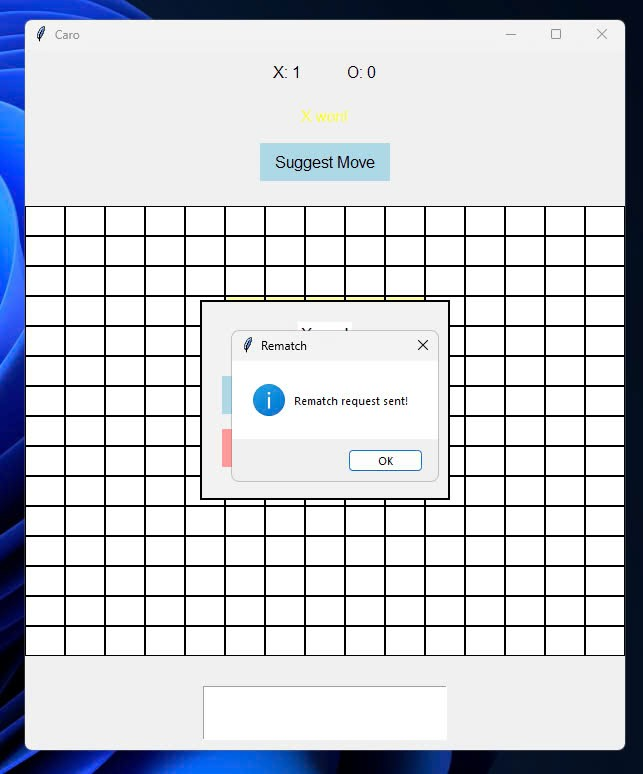 Caro
X: 1 O: 0
X won!
Suggest Move
Rematch
Rematch request sent!
OK